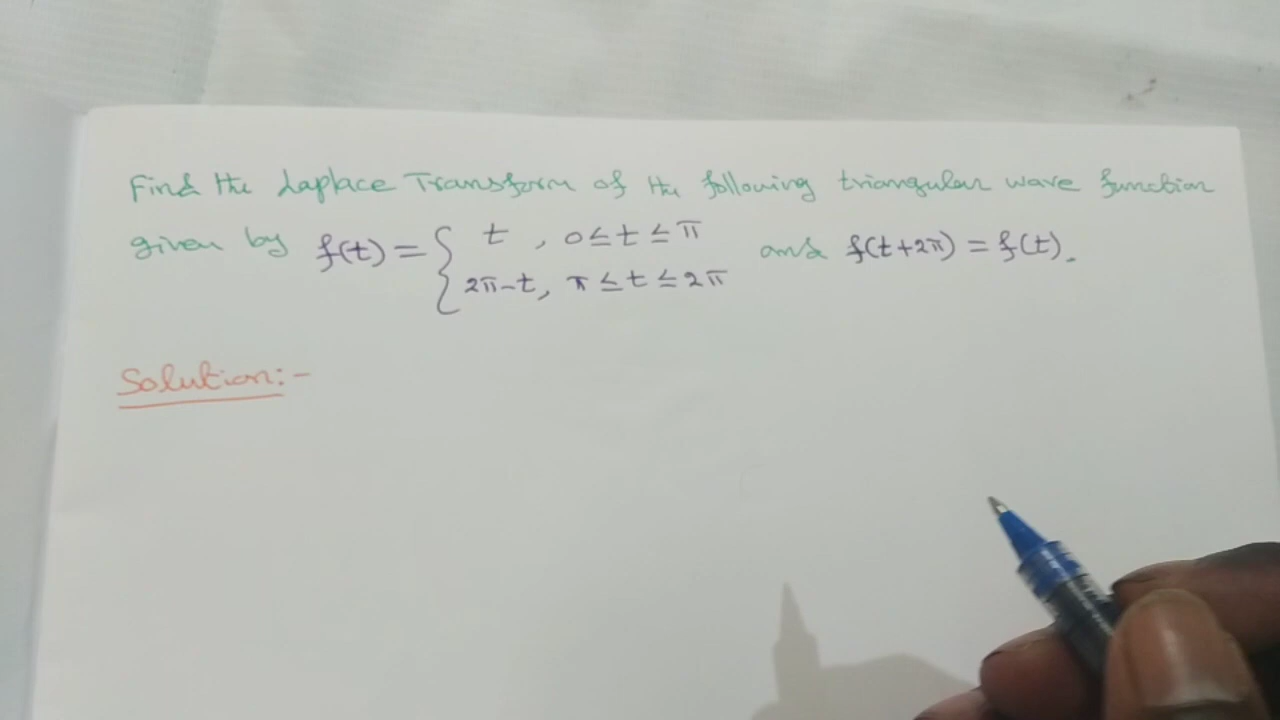 Find the Laplace Transform of the following triangular wave function
given by f(t) = { t , 0 ≤ t ≤ π and f(t+2π) = f(t).
2π-t, π ≤ t ≤ 2π
Solution:-